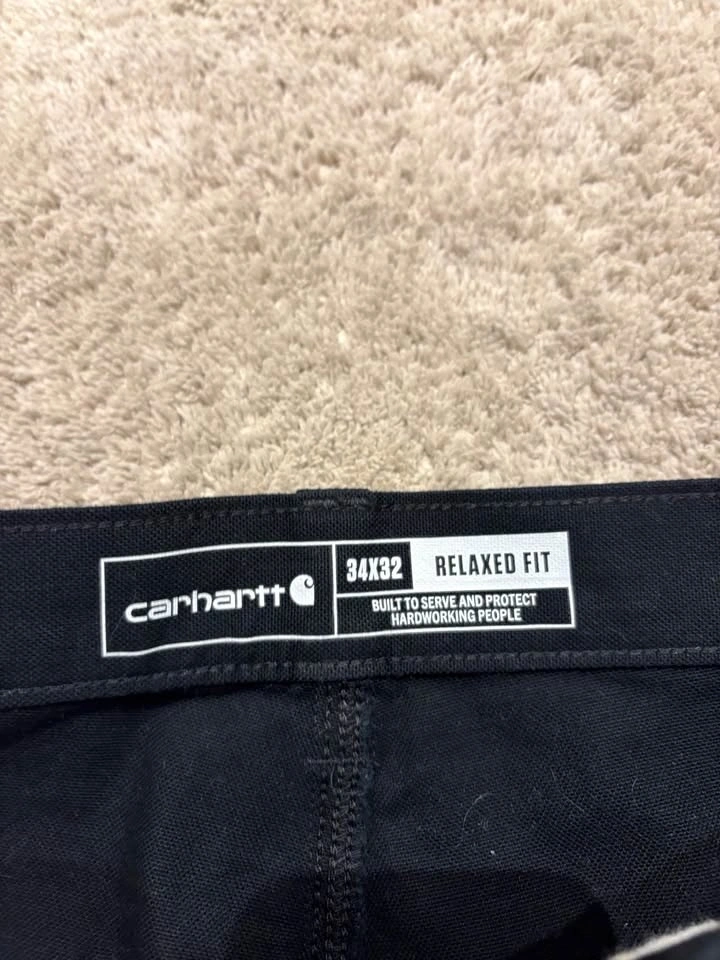 carhartt
34X32
RELAXED FIT
BUILT TO SERVE AND PROTECT
HARDWORKING PEOPLE